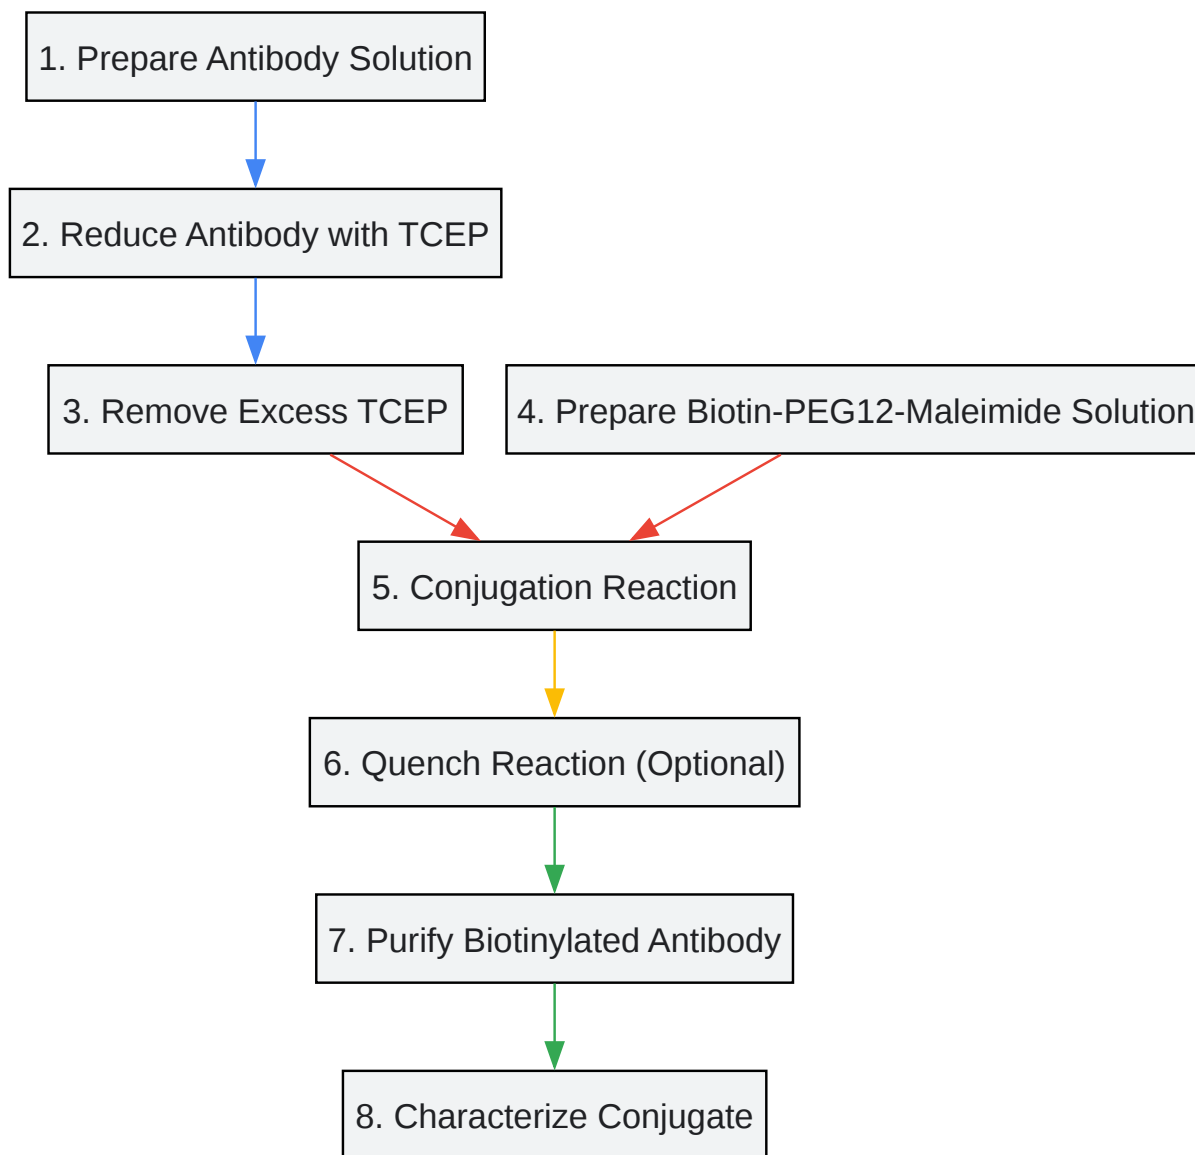 1. Prepare Antibody Solution
2. Reduce Antibody with TCEP
3. Remove Excess TCEP
4. Prepare Biotin-PEG12-Maleimide Solution
5. Conjugation Reaction
6. Quench Reaction (Optional)
7. Purify Biotinylated Antibody
8. Characterize Conjugate